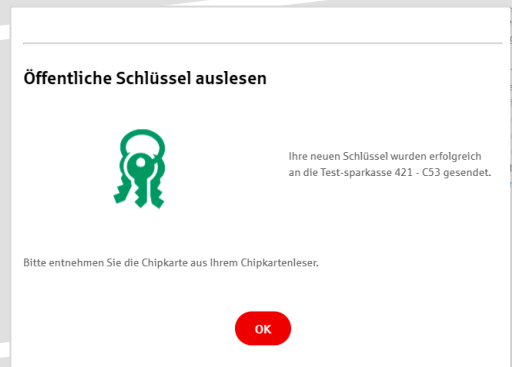 Öffentliche Schlüssel auslesen
Ihre neuen Schlüssel wurden erfolgreich
an die Test-sparkasse 421 - C53 gesendet.
Bitte entnehmen Sie die Chipkarte aus Ihrem Chipkartenleser.
OK